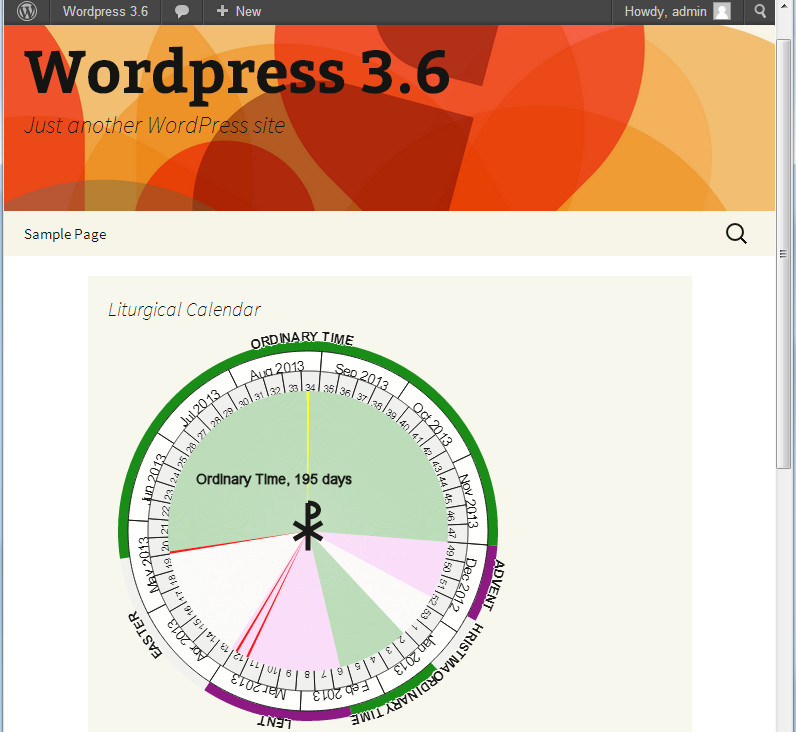 Wordpress 3.6
New
Howdy, admin
Wordpress 3.6
Just another WordPress site
Sample Page
Liturgical Calendar
ORDINARY TIME
Aug 2013
Sep 2013
Jul 2013
Oct 2013
Jun 2013
Nov 2013
May 2013
Dec 2012
Apr 2013
Jan 2013
Mar 2013
Feb 2013
33 34 35 36 37 38 39 40 41 42 43 44 45 46 47 49 50 51 52 53 1 2 3 4 5 6 7 8 9 10 11 12 13 14 15 16 17 18 19 20 21 22 23 24 25 26 27 28 29 30 31 32
Ordinary Time, 195 days
ADVENT
HRISTMA
ORDINARY TIME
LENT
EASTER